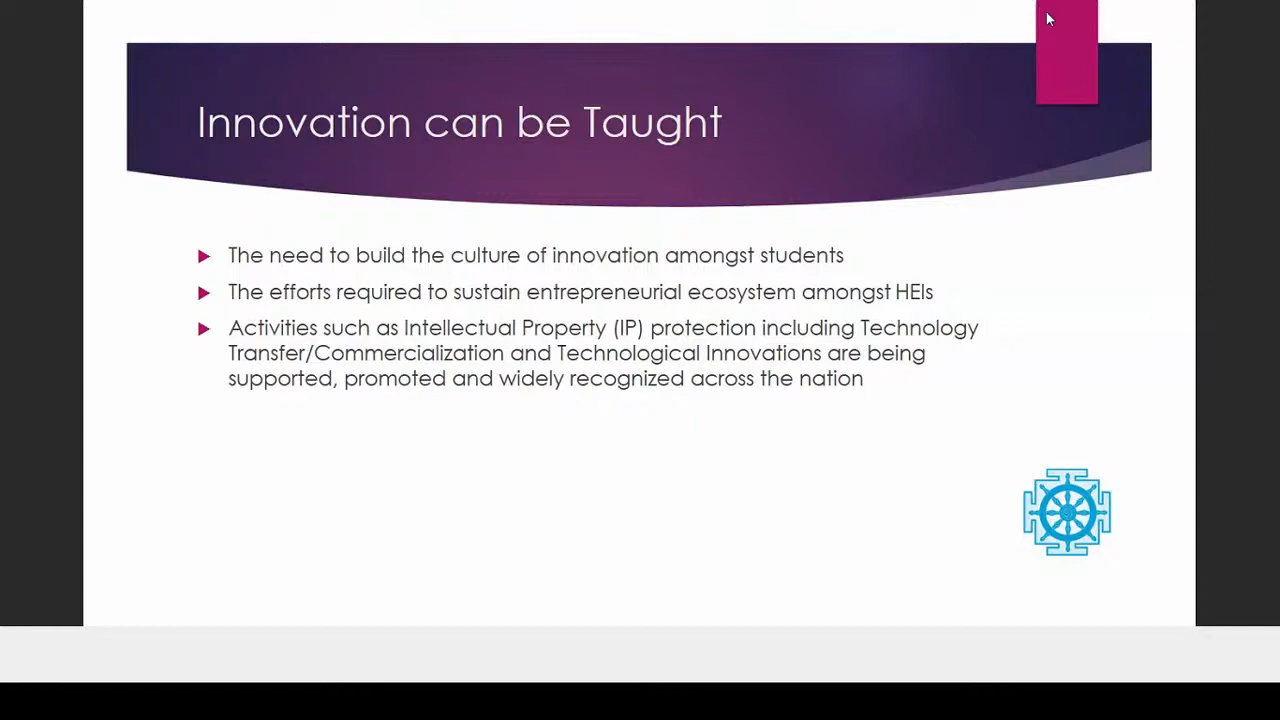 Innovation can be Taught
The need to build the culture of innovation amongst students
The efforts required to sustain entrepreneurial ecosystem amongst HEIs
Activities such as Intellectual Property (IP) protection including Technology
Transfer/Commercialization and Technological Innovations are being
supported, promoted and widely recognized across the nation